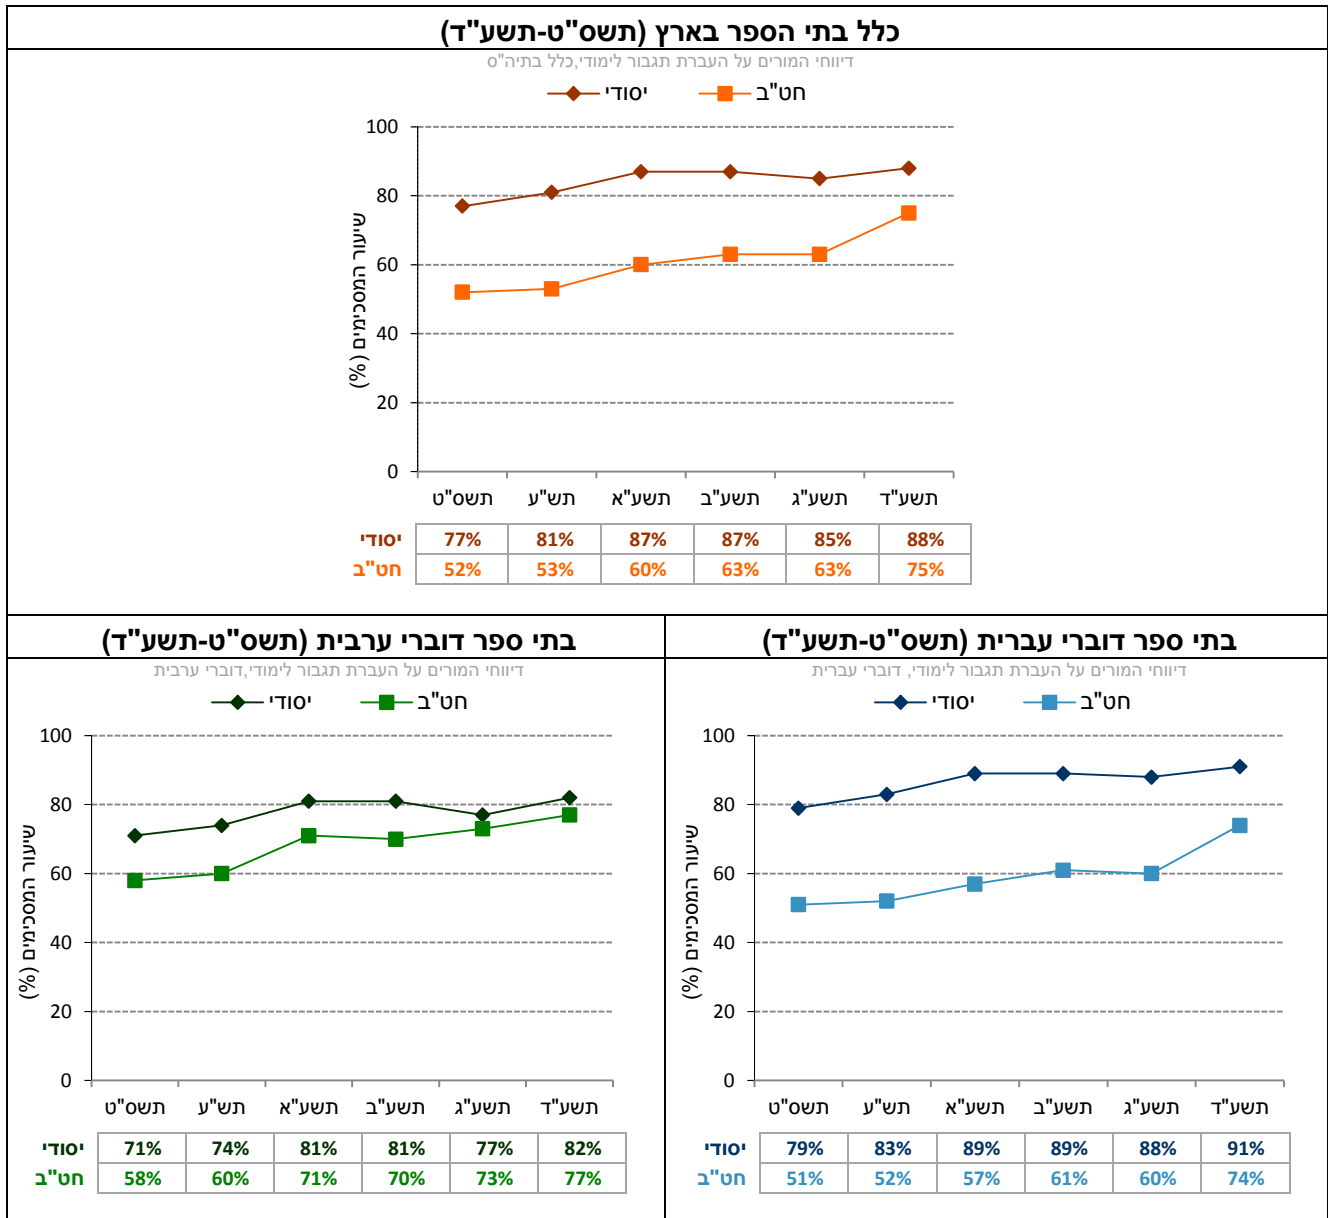 כלל בתי הספר בארץ (תשס"ט-תשע"ד)
דיווחי המורים על העברת תגבור לימודי,כלל בתיה"ס
יסודי חט"ב
שיעור המסכימים (%)
100
80
60
40
20
0
תשס"ט תש"ע תשע"א תשע"ב תשע"ג תשע"ד
יסודי 77% 81% 87% 87% 85% 88%
חט"ב 52% 53% 60% 63% 63% 75%
בתי ספר דוברי עברית (תשס"ט-תשע"ד)
דיווחי המורים על העברת תגבור לימודי, דוברי עברית
יסודי חט"ב
שיעור המסכימים (%)
100
80
60
40
20
0
תשס"ט תש"ע תשע"א תשע"ב תשע"ג תשע"ד
יסודי 79% 83% 89% 89% 88% 91%
חט"ב 51% 52% 57% 61% 60% 74%
בתי ספר דוברי ערבית (תשס"ט-תשע"ד)
דיווחי המורים על העברת תגבור לימודי,דוברי ערבית
יסודי חט"ב
שיעור המסכימים (%)
100
80
60
40
20
0
תשס"ט תש"ע תשע"א תשע"ב תשע"ג תשע"ד
יסודי 71% 74% 81% 81% 77% 82%
חט"ב 58% 60% 71% 70% 73% 77%